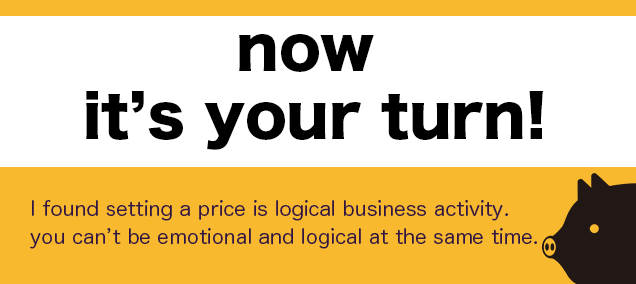 now
it’s your turn!
I found setting a price is logical business activity.
you can’t be emotional and logical at the same time.